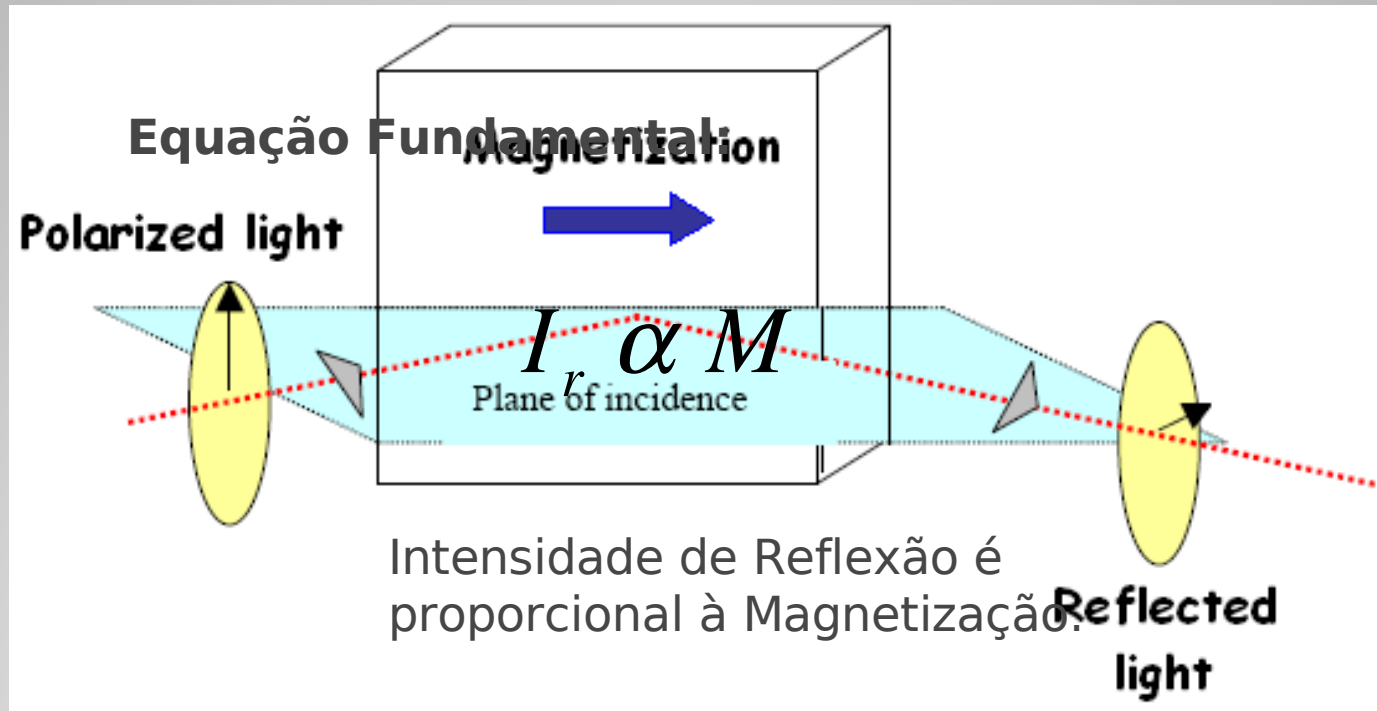 Equação Fundamental:
Magnetization
Polarized light
I_r α M
Plane of incidence
Intensidade de Reflexão é
proporcional à Magnetização.
Reflected
light